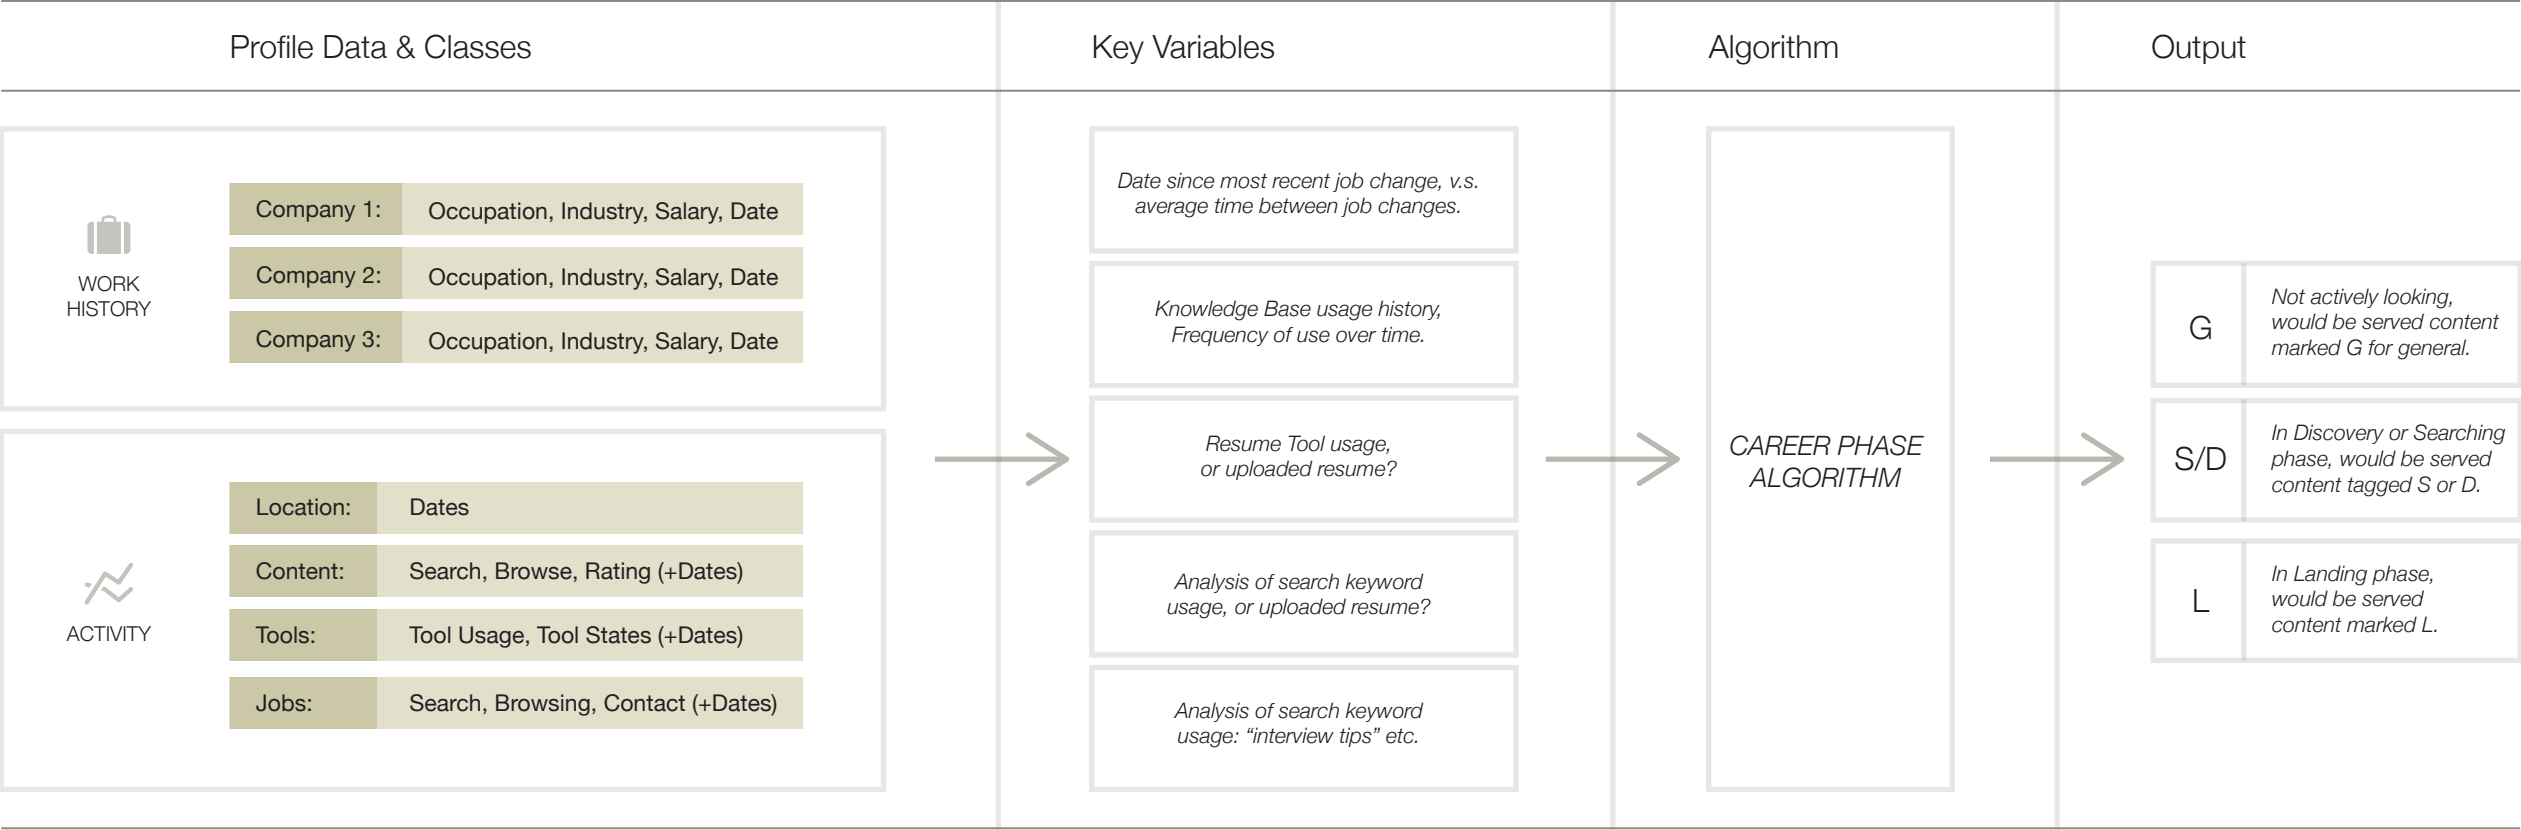 Profile Data & Classes
Key Variables
Algorithm
Output
WORK
HISTORY
Company 1: Occupation, Industry, Salary, Date
Company 2: Occupation, Industry, Salary, Date
Company 3: Occupation, Industry, Salary, Date
ACTIVITY
Location: Dates
Content: Search, Browse, Rating (+Dates)
Tools: Tool Usage, Tool States (+Dates)
Jobs: Search, Browsing, Contact (+Dates)
Date since most recent job change, v.s.
average time between job changes.
Knowledge Base usage history,
Frequency of use over time.
Resume Tool usage,
or uploaded resume?
Analysis of search keyword
usage, or uploaded resume?
Analysis of search keyword
usage: “interview tips” etc.
CAREER PHASE
ALGORITHM
G
Not actively looking,
would be served content
marked G for general.
S/D
In Discovery or Searching
phase, would be served
content tagged S or D.
L
In Landing phase,
would be served
content marked L.